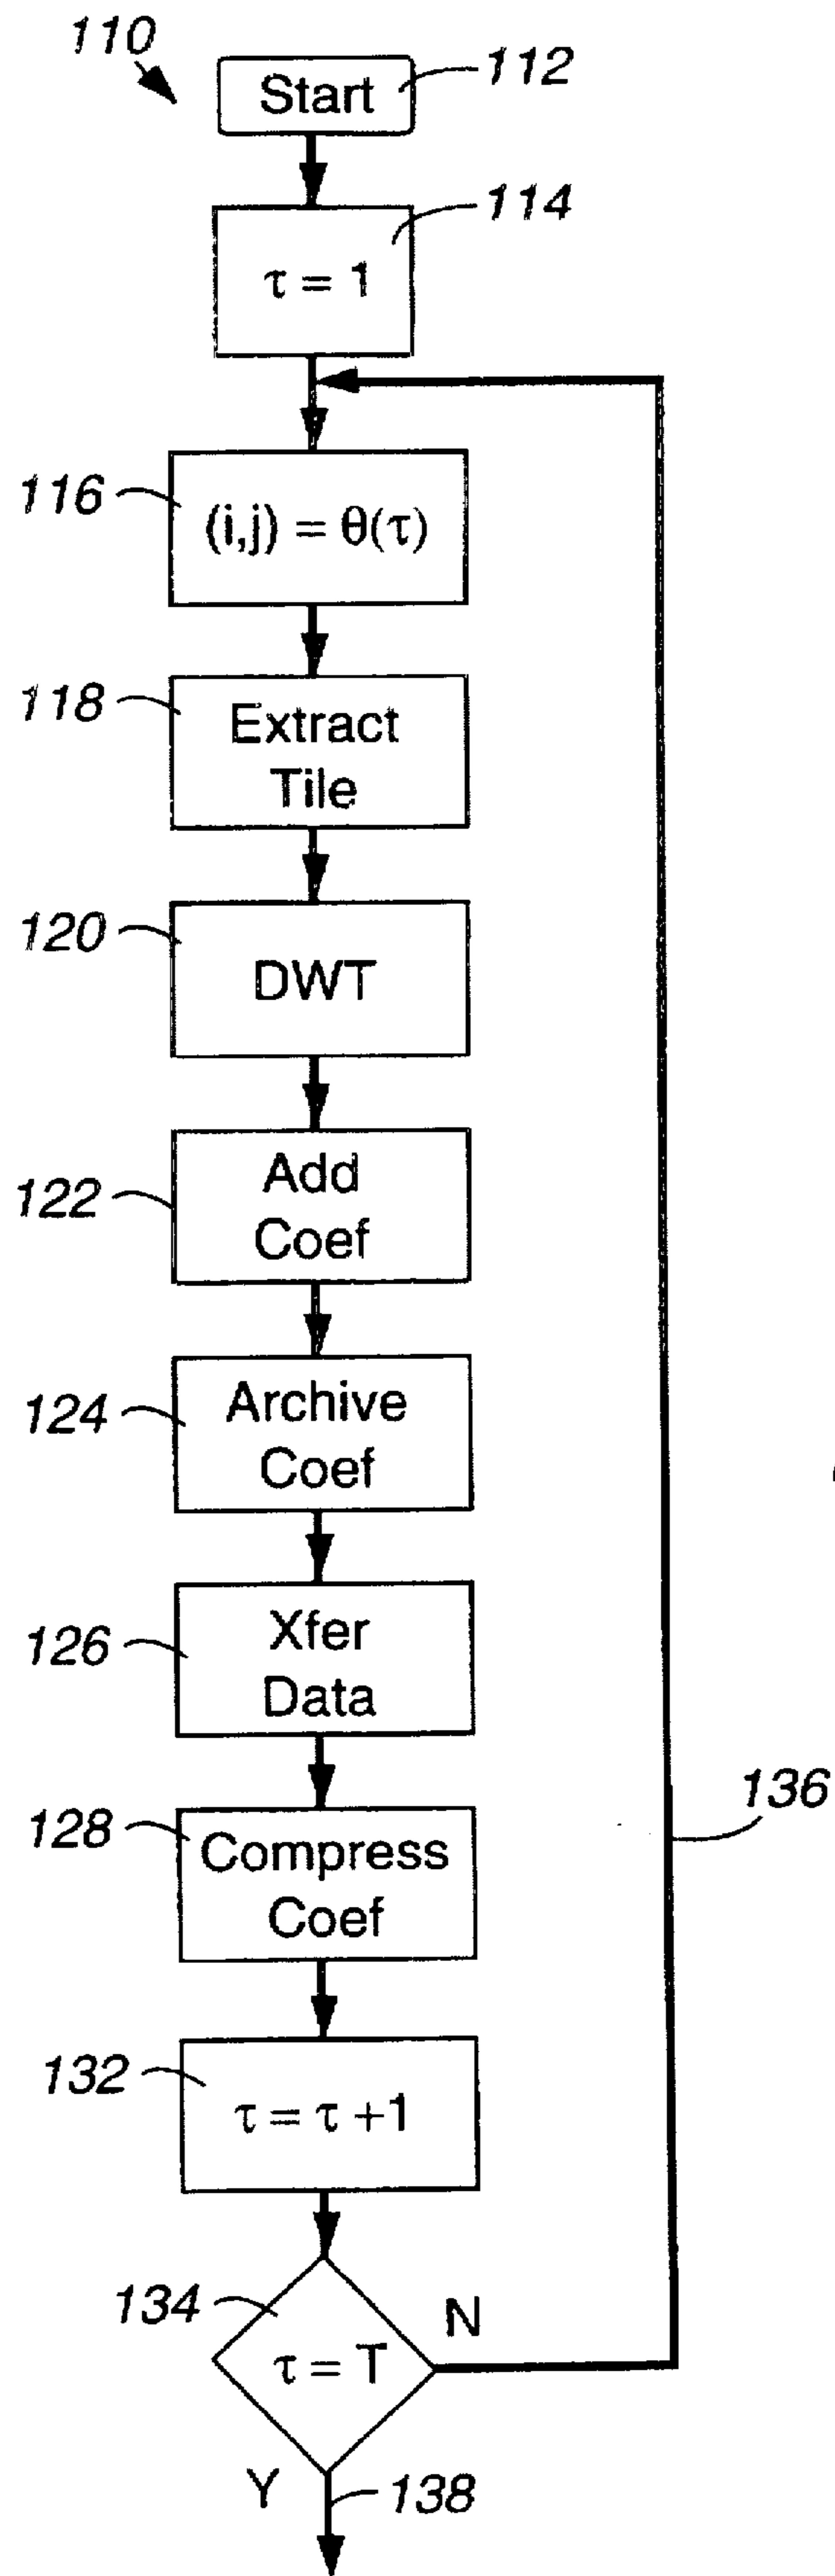 110
Start
112
114
τ = 1
116
(i,j) = θ(τ)
118
Extract
Tile
120
DWT
122
Add
Coef
124
Archive
Coef
126
Xfer
Data
136
128
Compress
Coef
132
τ = τ +1
134
N
τ = T
Y
138